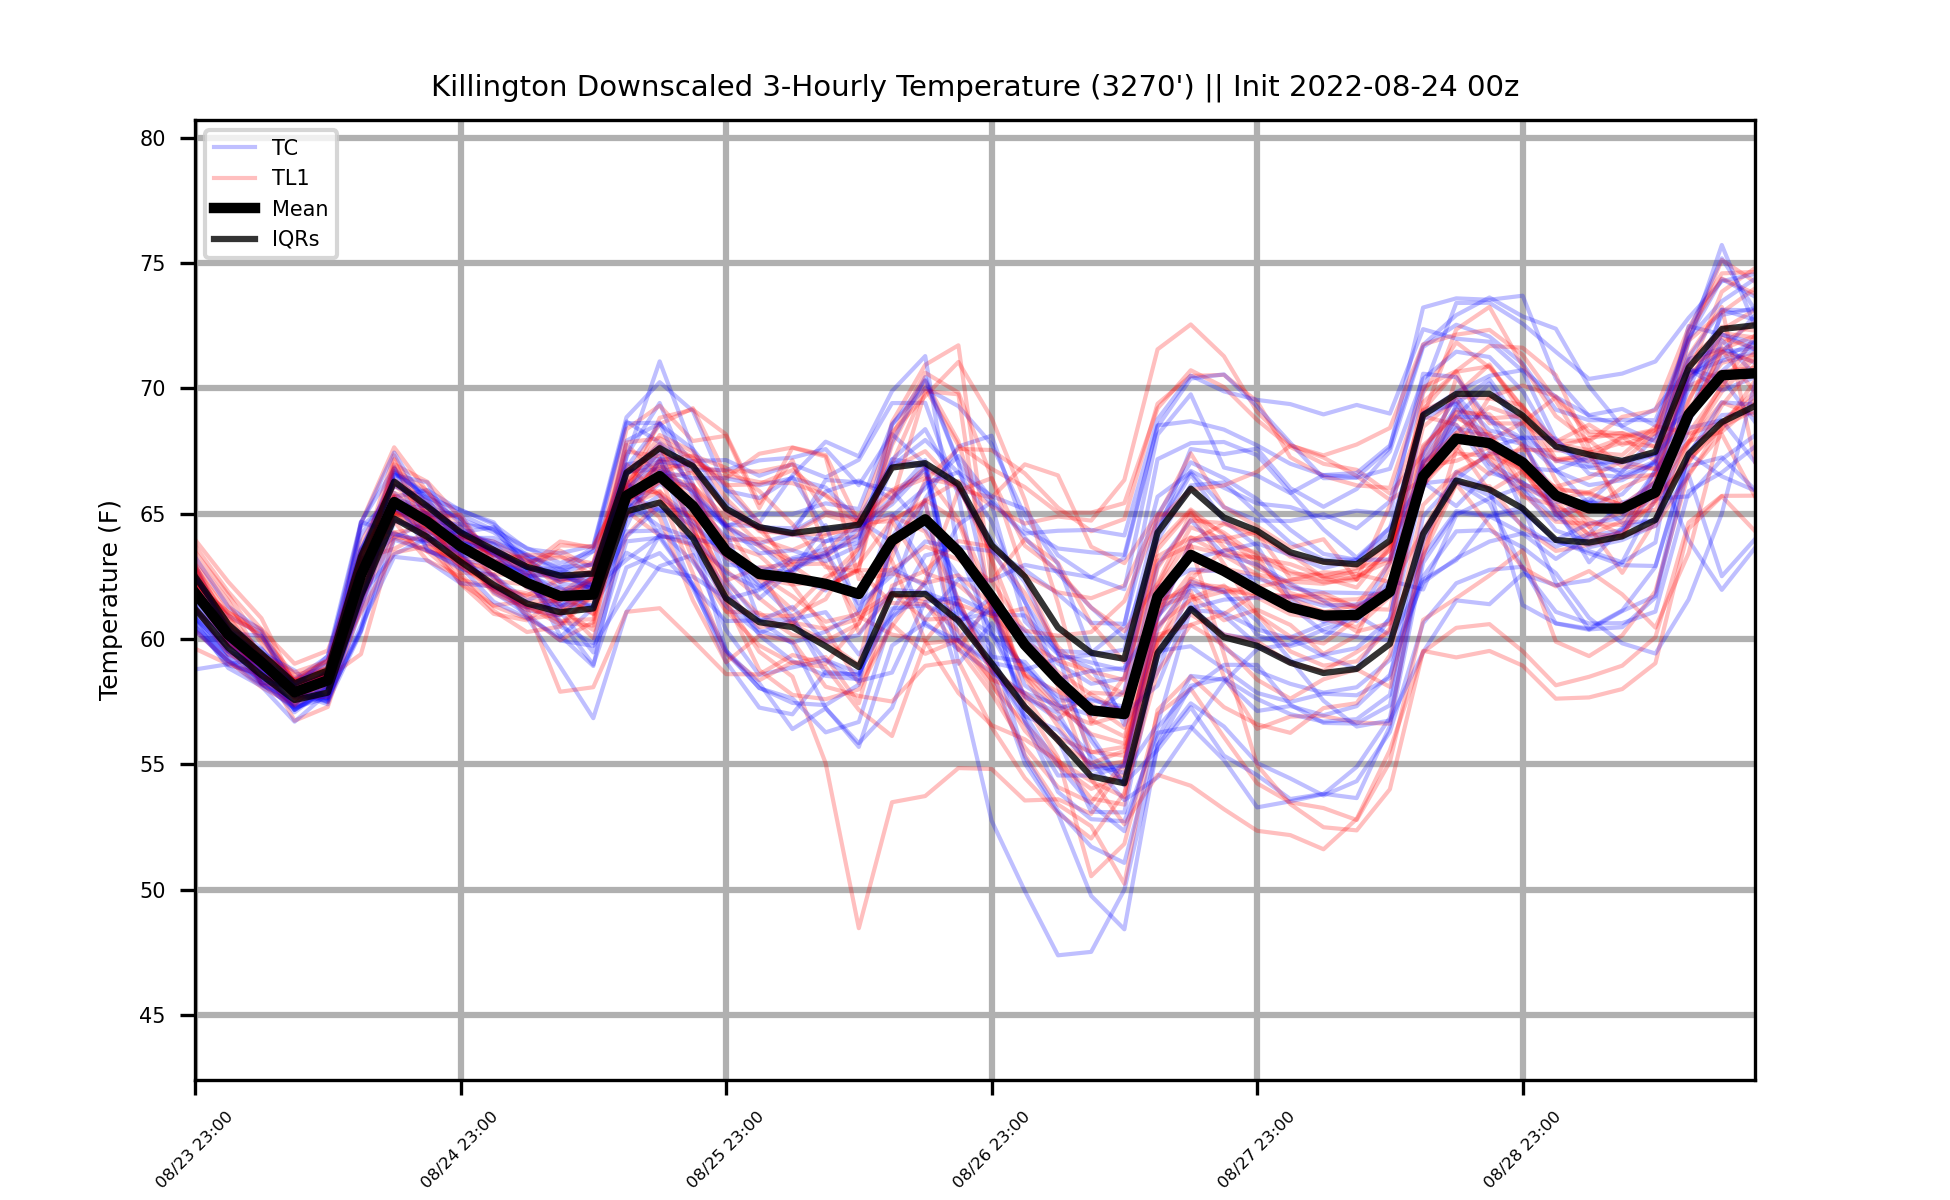 Killington Downscaled 3-Hourly Temperature (3270') || Init 2022-08-24 00z
TC
TL1
Mean
IQRs
Temperature (F)
80
75
70
65
60
55
50
45
08/23 23:00
08/24 23:00
08/25 23:00
08/26 23:00
08/27 23:00
08/28 23:00